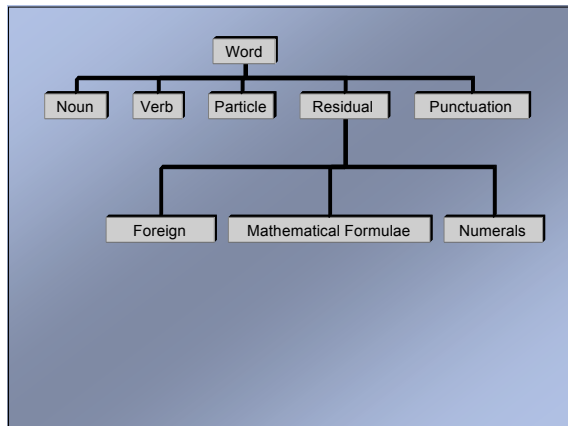 Word
Noun Verb Particle Residual Punctuation
Foreign Mathematical Formulae Numerals